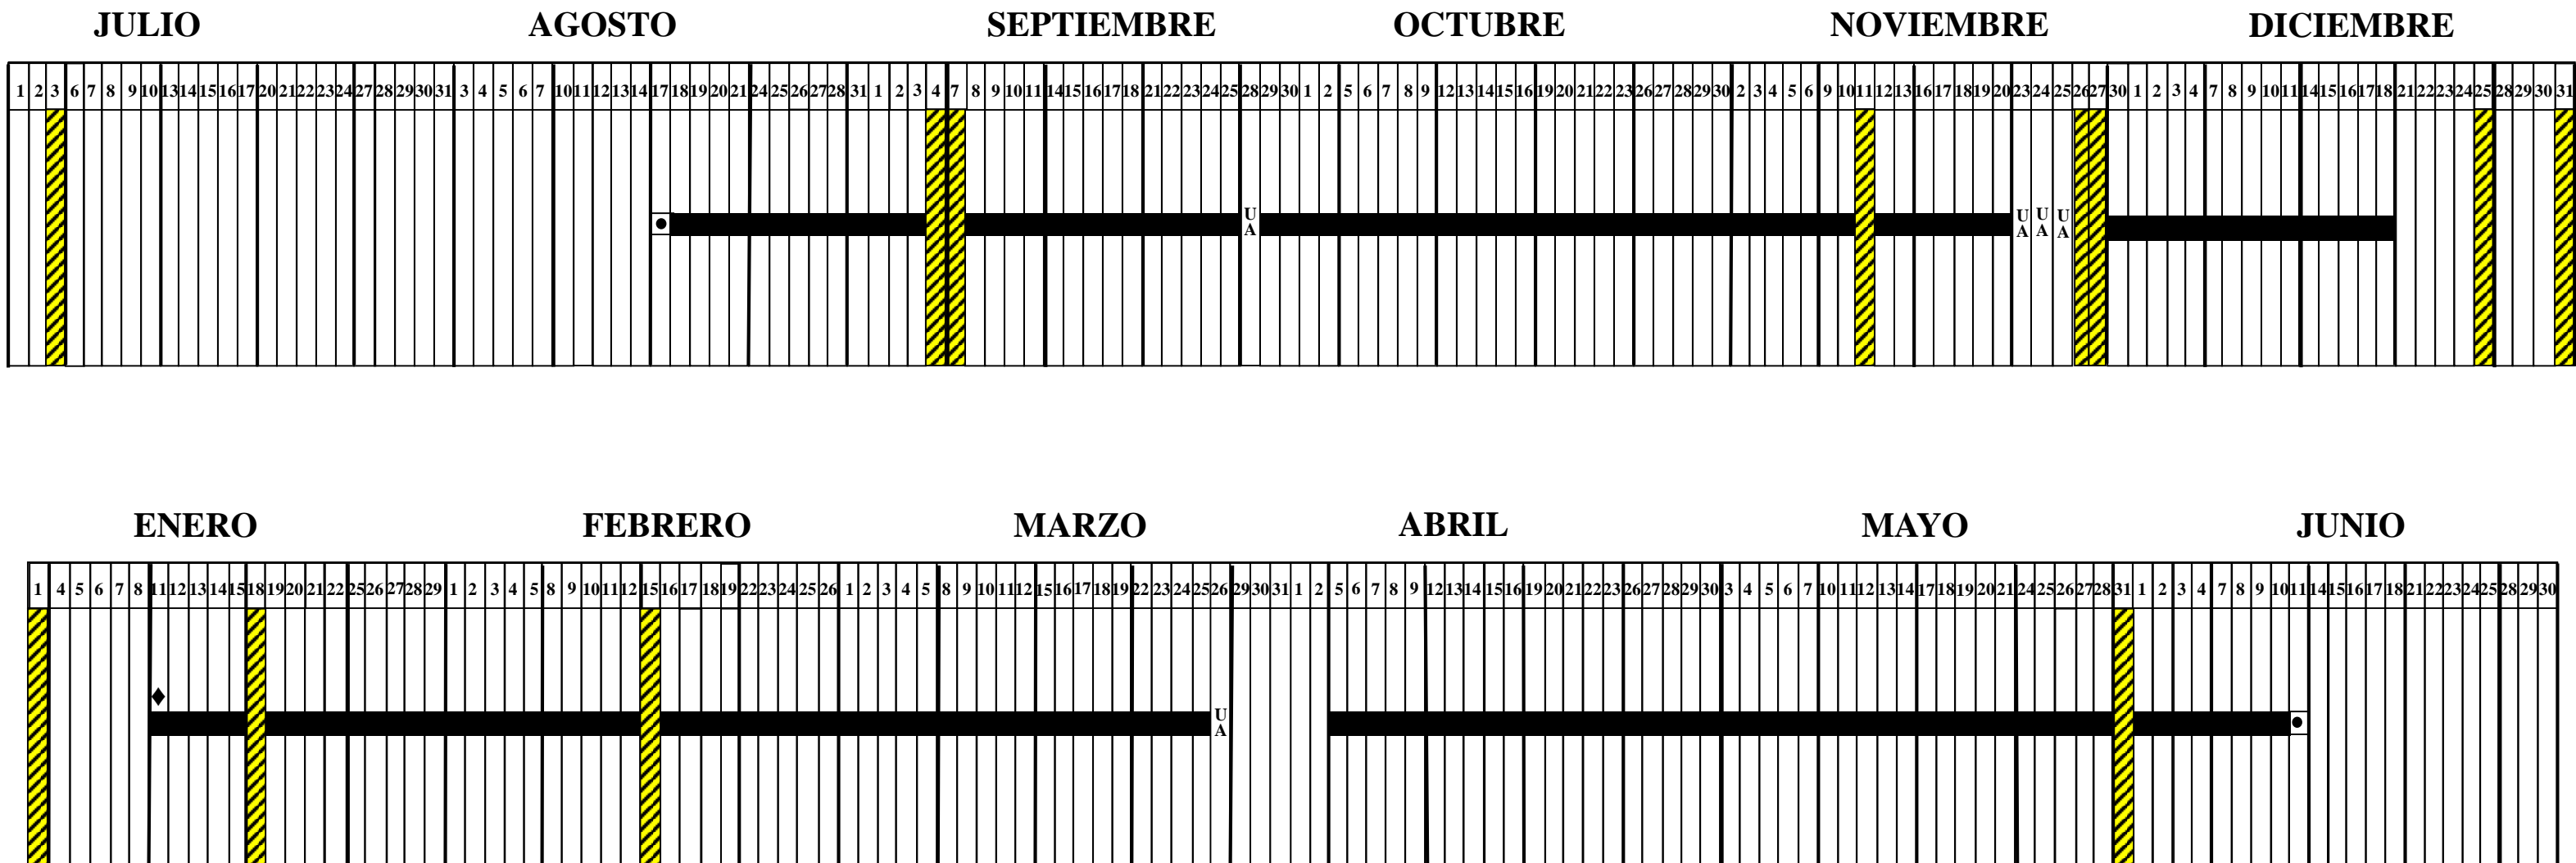 JULIO AGOSTO SEPTIEMBRE OCTUBRE NOVIEMBRE DICIEMBRE
1 2 3 6 7 8 9 10 13 14 15 16 17 20 21 22 23 24 27 28 29 30 31 3 4 5 6 7 10 11 12 13 14 17 18 19 20 21 24 25 26 27 28 31 1 2 3 4 7 8 9 10 11 14 15 16 17 18 21 22 23 24 25 28 29 30 1 2 5 6 7 8 9 12 13 14 15 16 19 20 21 22 23 26 27 28 29 30 2 3 4 5 6 9 10 11 12 13 16 17 18 19 20 23 24 25 26 27 30 1 2 3 4 7 8 9 10 11 14 15 16 17 18 21 22 23 24 25 28 29 30 31
U U U U
A A A A
ENERO FEBRERO MARZO ABRIL MAYO JUNIO
1 4 5 6 7 8 11 12 13 14 15 18 19 20 21 22 25 26 27 28 29 1 2 3 4 5 8 9 10 11 12 15 16 17 18 19 22 23 24 25 26 1 2 3 4 5 8 9 10 11 12 15 16 17 18 19 22 23 24 25 26 29 30 31 1 2 5 6 7 8 9 12 13 14 15 16 19 20 21 22 23 26 27 28 29 30 3 4 5 6 7 10 11 12 13 14 17 18 19 20 21 24 25 26 27 28 31 1 2 3 4 7 8 9 10 11 14 15 16 17 18 21 22 23 24 25 28 29 30
U
A